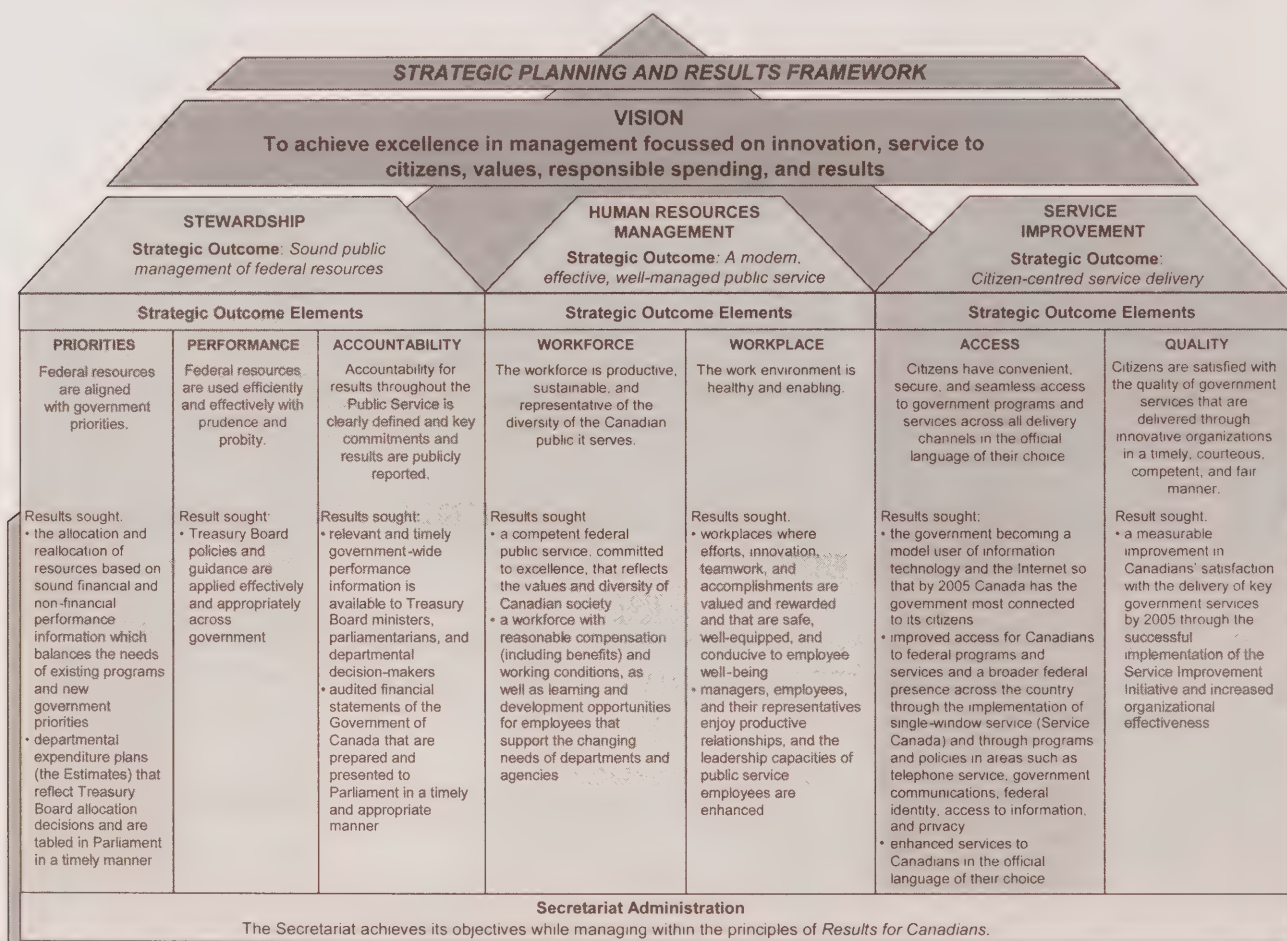 STRATEGIC PLANNING AND RESULTS FRAMEWORK
VISION
To achieve excellence in management focussed on innovation, service to
citizens, values, responsible spending, and results
STEWARDSHIP
Strategic Outcome: Sound public
management of federal resources
HUMAN RESOURCES
MANAGEMENT
Strategic Outcome: A modern,
effective, well-managed public service
SERVICE
IMPROVEMENT
Strategic Outcome:
Citizen-centred service delivery
Strategic Outcome Elements
Strategic Outcome Elements
Strategic Outcome Elements
PRIORITIES
Federal resources
are aligned
with government
priorities.
Results sought.
• the allocation and
reallocation of
resources based on
sound financial and
non-financial
performance
information which
balances the needs
of existing programs
and new
government
priorities
• departmental
expenditure plans
(the Estimates) that
reflect Treasury
Board allocation
decisions and are
tabled in Parliament
in a timely manner
PERFORMANCE
Federal resources
are used efficiently
and effectively with
prudence and
probity.
Result sought:
• Treasury Board
policies and
guidance are
applied effectively
and appropriately
across
government
ACCOUNTABILITY
Accountability for
results throughout the
Public Service is
clearly defined and key
commitments and
results are publicly
reported.
Results sought:
• relevant and timely
government-wide
performance
information is
available to Treasury
Board ministers,
parliamentarians, and
departmental
decision-makers
• audited financial
statements of the
Government of
Canada that are
prepared and
presented to
Parliament in a timely
and appropriate
manner
WORKFORCE
The workforce is productive,
sustainable, and
representative of the
diversity of the Canadian
public it serves.
Results sought
• a competent federal
public service, committed
to excellence, that reflects
the values and diversity of
Canadian society
• a workforce with
reasonable compensation
(including benefits) and
working conditions, as
well as learning and
development opportunities
for employees that
support the changing
needs of departments and
agencies
WORKPLACE
The work environment is
healthy and enabling.
Results sought.
• workplaces where
efforts, innovation,
teamwork, and
accomplishments are
valued and rewarded
and that are safe,
well-equipped, and
conducive to employee
well-being
• managers, employees,
and their representatives
enjoy productive
relationships, and the
leadership capacities of
public service
employees are
enhanced
ACCESS
Citizens have convenient,
secure, and seamless access
to government programs and
services across all delivery
channels in the official
language of their choice
Results sought:
• the government becoming a
model user of information
technology and the Internet so
that by 2005 Canada has the
government most connected
to its citizens
• improved access for Canadians
to federal programs and
services and a broader federal
presence across the country
through the implementation of
single-window service (Service
Canada) and through programs
and policies in areas such as
telephone service, government
communications, federal
identity, access to information,
and privacy
• enhanced services to
Canadians in the official
language of their choice
QUALITY
Citizens are satisfied with
the quality of government
services that are
delivered through
innovative organizations
in a timely, courteous,
competent, and fair
manner.
Result sought.
• a measurable
improvement in
Canadians' satisfaction
with the delivery of key
government services
by 2005 through the
successful
implementation of the
Service Improvement
Initiative and increased
organizational
effectiveness
Secretariat Administration
The Secretariat achieves its objectives while managing within the principles of Results for Canadians.